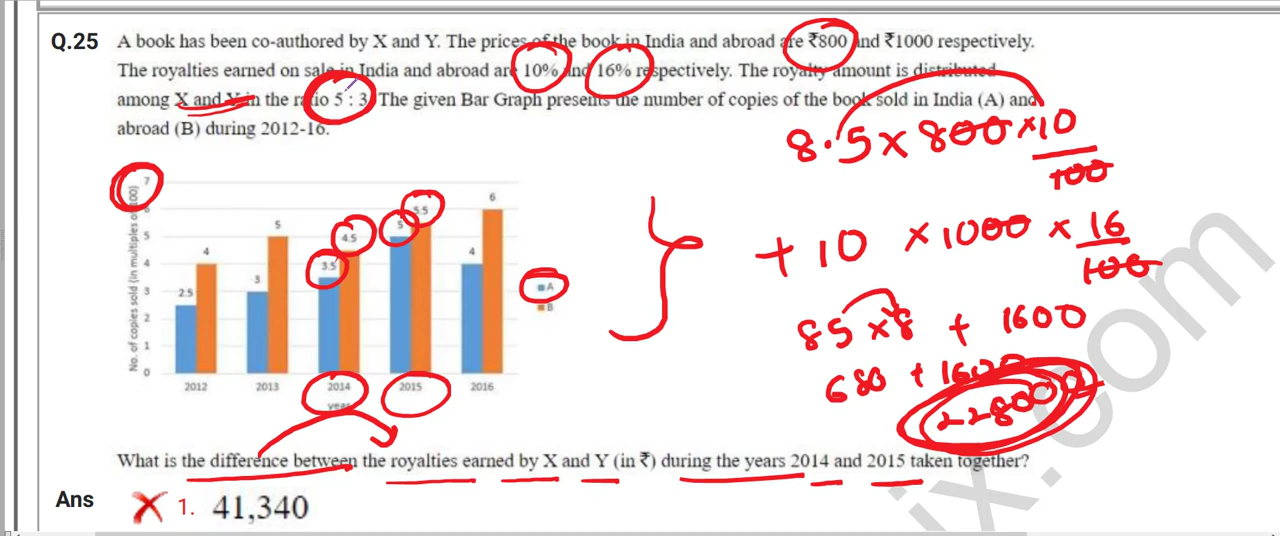 Q.25 A book has been co-authored by X and Y. The prices of the book in India and abroad are ₹800 and ₹1000 respectively.
The royalties earned on sale in India and abroad are 10% and 16% respectively. The royalty amount is distributed
among X and Y in the ratio 5 : 3. The given Bar Graph presents the number of copies of the book sold in India (A) and
abroad (B) during 2012-16.
8.5 x 800 x 10
100
+ 10 x 1000 x 16
100
85 x 8 + 1600
680 + 1600
No. of copies sold (in multiples of 100)
7
5
4
3
2
1
0
2.5 4
3 5
3.5 4.5
5 5.5
4 6
2012 2013 2014 2015 2016
year
A
B
What is the difference between the royalties earned by X and Y (in ₹) during the years 2014 and 2015 taken together?
Ans X 1. 41,340
ix.com